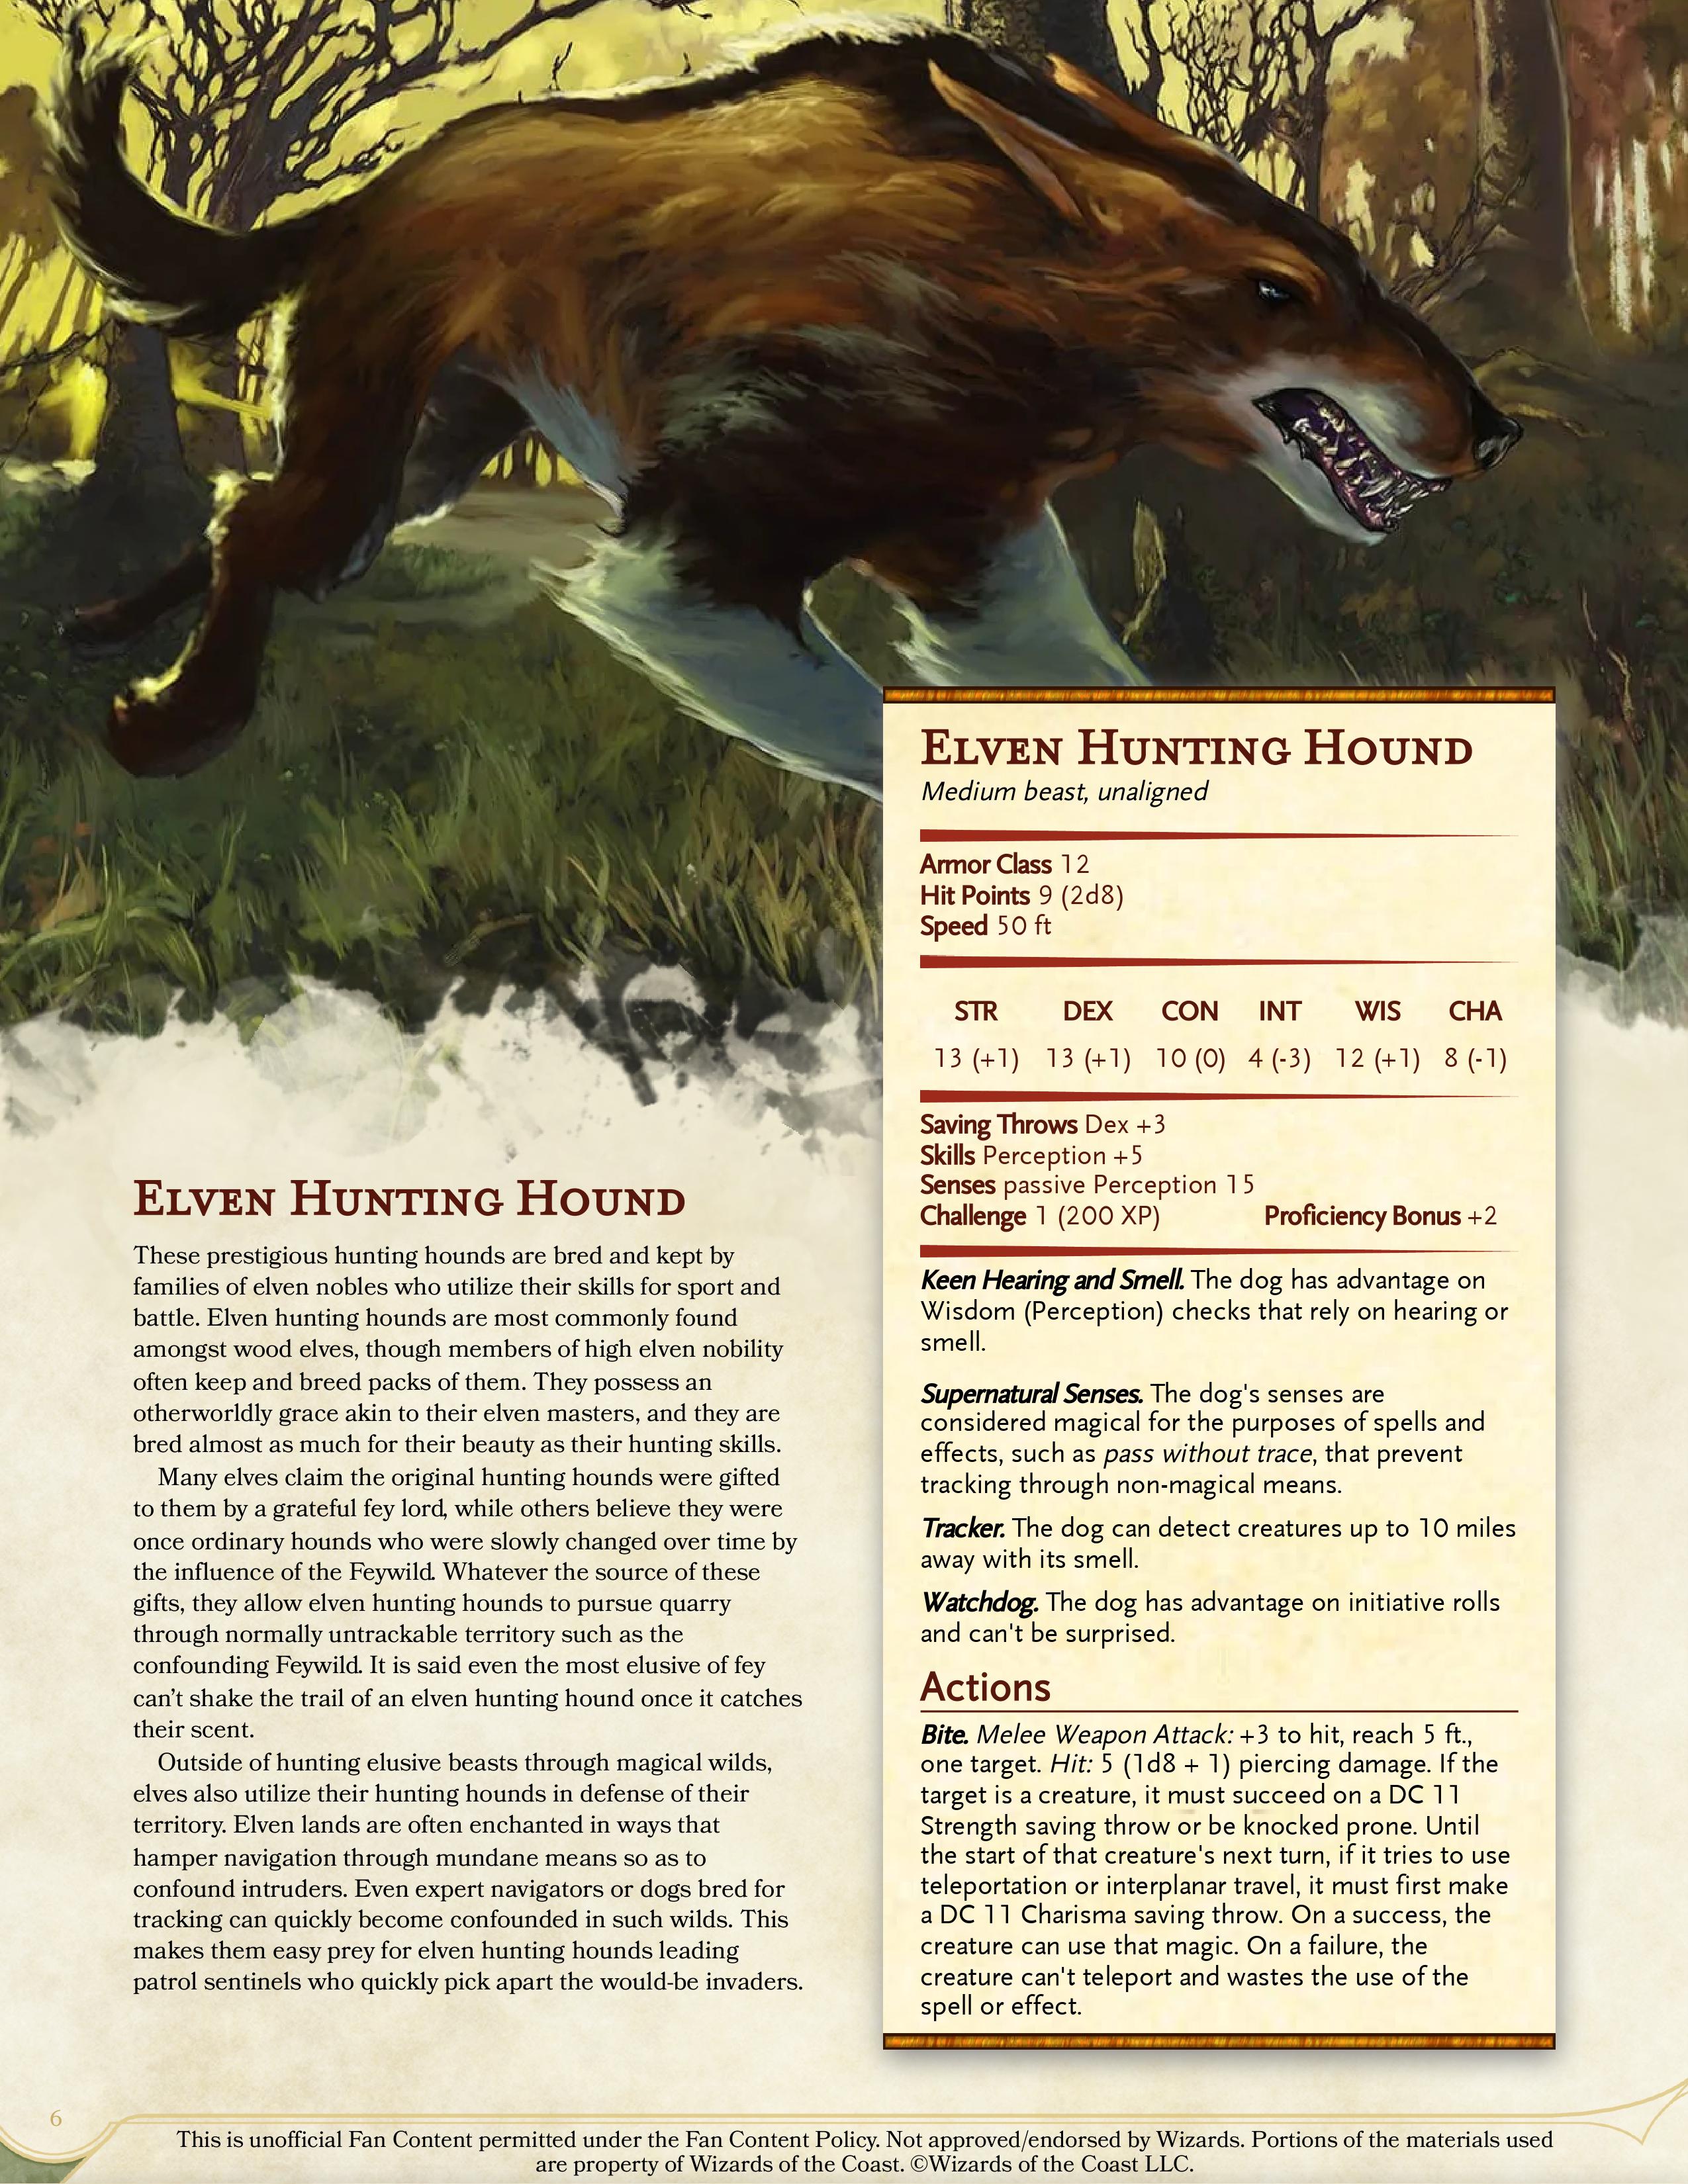 Elven Hunting Hound
These prestigious hunting hounds are bred and kept by
families of elven nobles who utilize their skills for sport and
battle. Elven hunting hounds are most commonly found
amongst wood elves, though members of high elven nobility
often keep and breed packs of them. They possess an
otherworldly grace akin to their elven masters, and they are
bred almost as much for their beauty as their hunting skills.
Many elves claim the original hunting hounds were gifted
to them by a grateful fey lord, while others believe they were
once ordinary hounds who were slowly changed over time by
the influence of the Feywild. Whatever the source of these
gifts, they allow elven hunting hounds to pursue quarry
through normally untrackable territory such as the
confounding Feywild. It is said even the most elusive of fey
can't shake the trail of an elven hunting hound once it catches
their scent.
Outside of hunting elusive beasts through magical wilds,
elves also utilize their hunting hounds in defense of their
territory. Elven lands are often enchanted in ways that
hamper navigation through mundane means so as to
confound intruders. Even expert navigators or dogs bred for
tracking can quickly become confounded in such wilds. This
makes them easy prey for elven hunting hounds leading
patrol sentinels who quickly pick apart the would-be invaders.
Elven Hunting Hound
Medium beast, unaligned
Armor Class 12
Hit Points 9 (2d8)
Speed 50 ft
STR DEX CON INT WIS CHA
13 (+1) 13 (+1) 10 (0) 4 (-3) 12 (+1) 8 (-1)
Saving Throws Dex +3
Skills Perception +5
Senses passive Perception 15
Challenge 1 (200 XP) Proficiency Bonus +2
Keen Hearing and Smell. The dog has advantage on
Wisdom (Perception) checks that rely on hearing or
smell.
Supernatural Senses. The dog's senses are
considered magical for the purposes of spells and
effects, such as pass without trace, that prevent
tracking through non-magical means.
Tracker. The dog can detect creatures up to 10 miles
away with its smell.
Watchdog. The dog has advantage on initiative rolls
and can't be surprised.
Actions
Bite. Melee Weapon Attack: +3 to hit, reach 5 ft.,
one target. Hit: 5 (1d8 + 1) piercing damage. If the
target is a creature, it must succeed on a DC 11
Strength saving throw or be knocked prone. Until
the start of that creature's next turn, if it tries to use
teleportation or interplanar travel, it must first make
a DC 11 Charisma saving throw. On a success, the
creature can use that magic. On a failure, the
creature can't teleport and wastes the use of the
spell or effect.
6
This is unofficial Fan Content permitted under the Fan Content Policy. Not approved/endorsed by Wizards. Portions of the materials used
are property of Wizards of the Coast. ©Wizards of the Coast LLC.